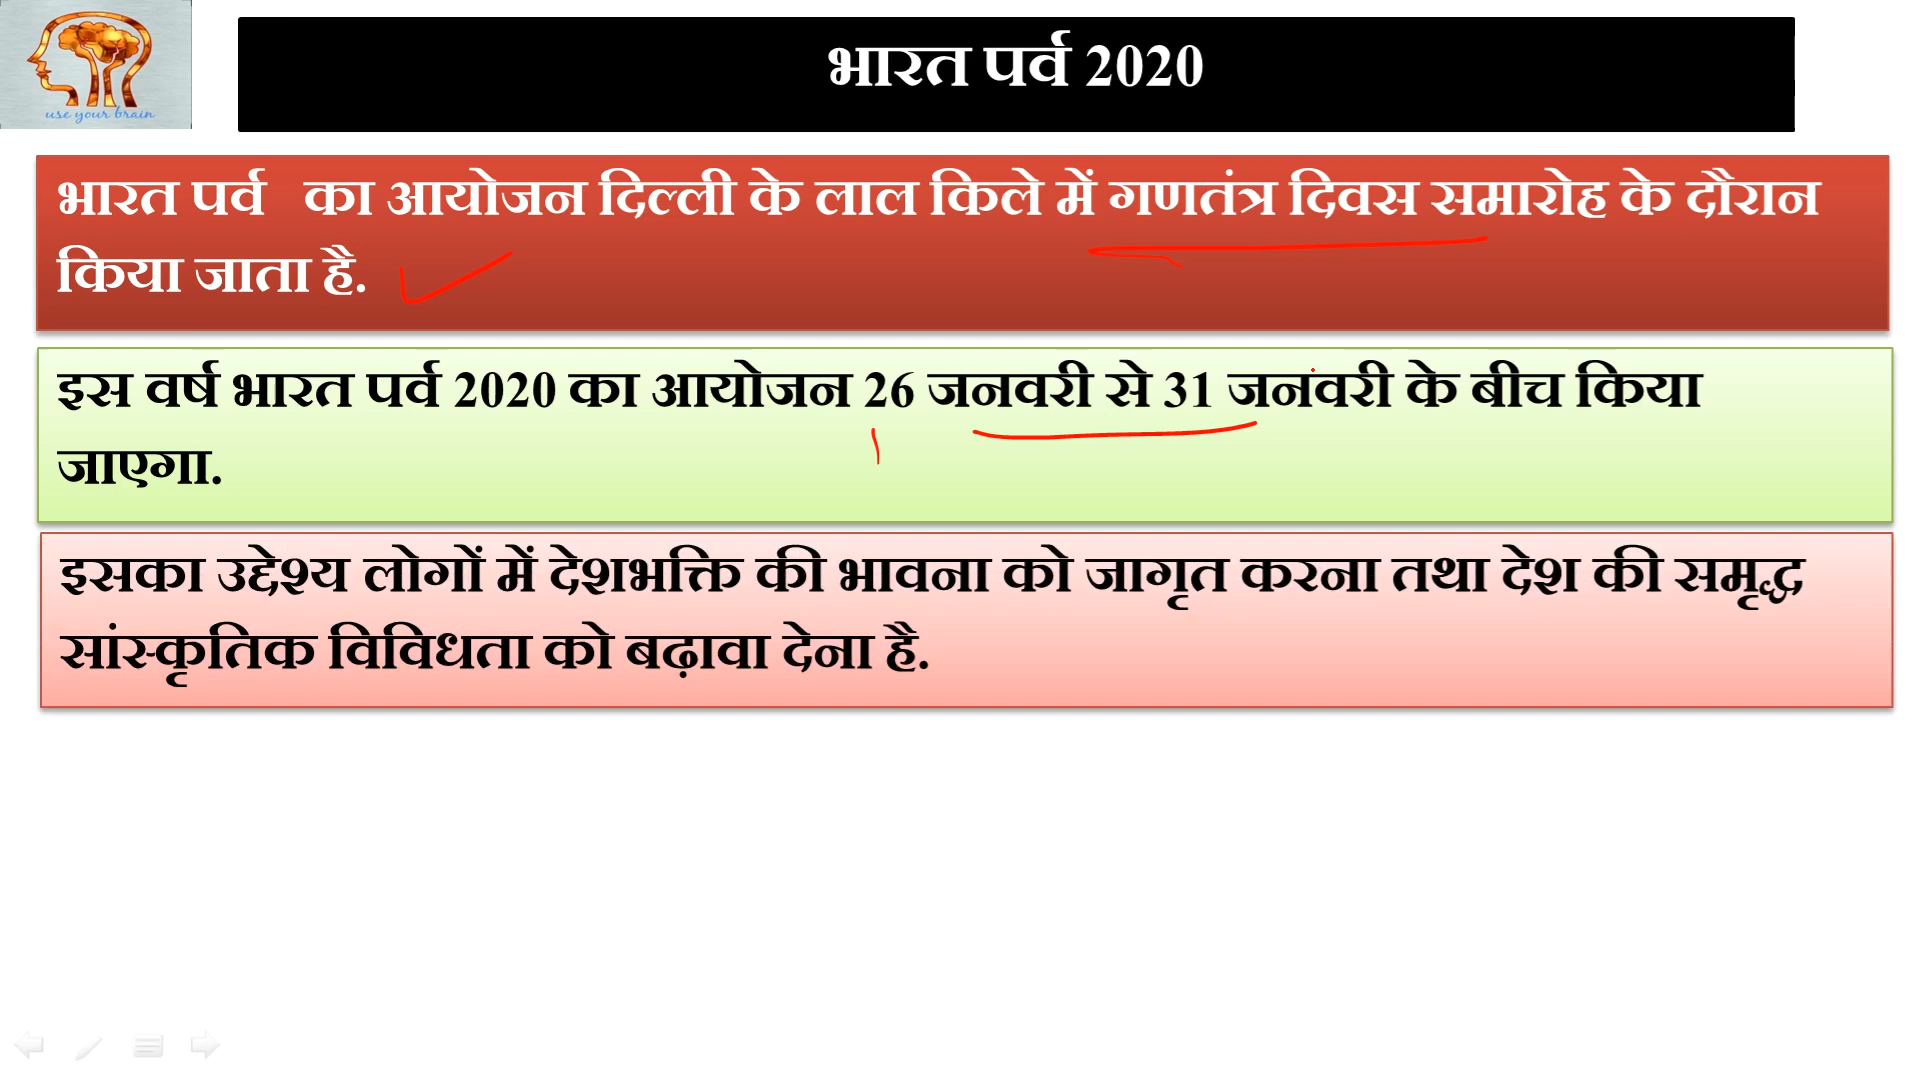 use your brain
भारत पर्व 2020
भारत पर्व का आयोजन दिल्ली के लाल किले में गणतंत्र दिवस समारोह के दौरान
किया जाता है.
इस वर्ष भारत पर्व 2020 का आयोजन 26 जनवरी से 31 जनवरी के बीच किया
जाएगा.
इसका उद्देश्य लोगों में देशभक्ति की भावना को जागृत करना तथा देश की समृद्ध
सांस्कृतिक विविधता को बढ़ावा देना है.